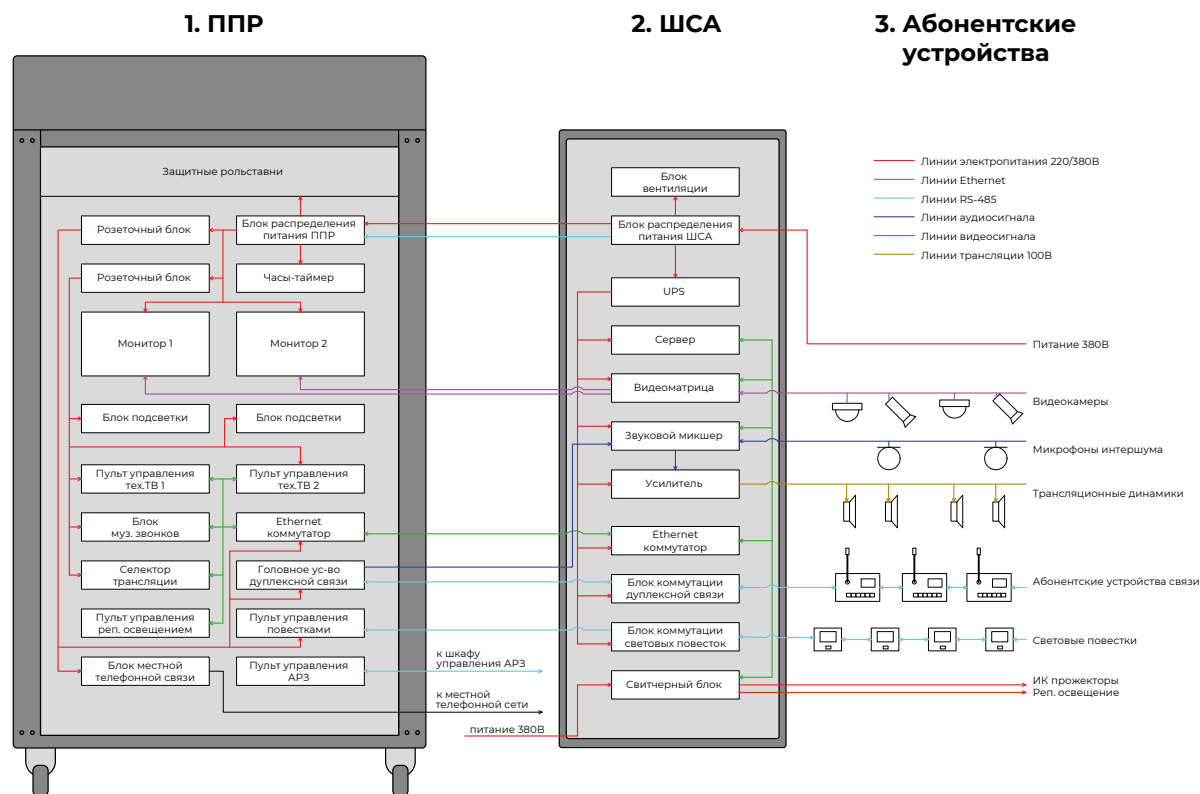 1. ППР
2. ШСА
3. Абонентские
устройства
Защитные рольставни
Розеточный блок
Блок распределения
питания ППР
Розеточный блок
Часы-таймер
Монитор 1
Монитор 2
Блок подсветки
Блок подсветки
Пульт управления
тех.ТВ 1
Пульт управления
тех.ТВ 2
Блок
муз. звонков
Ethernet
коммутатор
Селектор
трансляции
Головное ус-во
дуплексной связи
Пульт управления
реп. освещением
Пульт управления
повестками
Блок местной
телефонной связи
Пульт управления
АРЗ
к шкафу
управления АРЗ
к местной
телефонной сети
питание 380В
Блок
вентиляции
Блок распределения
питания ШСА
UPS
Сервер
Видеоматрица
Звуковой микшер
Усилитель
Ethernet
коммутатор
Блок коммутации
дуплексной связи
Блок коммутации
световых повесток
Свитчерный блок
Линии электропитания 220/380В
Линии Ethernet
Линии RS-485
Линии аудиосигнала
Линии видеосигнала
Линии трансляции 100В
Питание 380В
Видеокамеры
Микрофоны интершума
Трансляционные динамики
Абонентские устройства связи
Световые повестки
ИК прожекторы
Реп. освещение